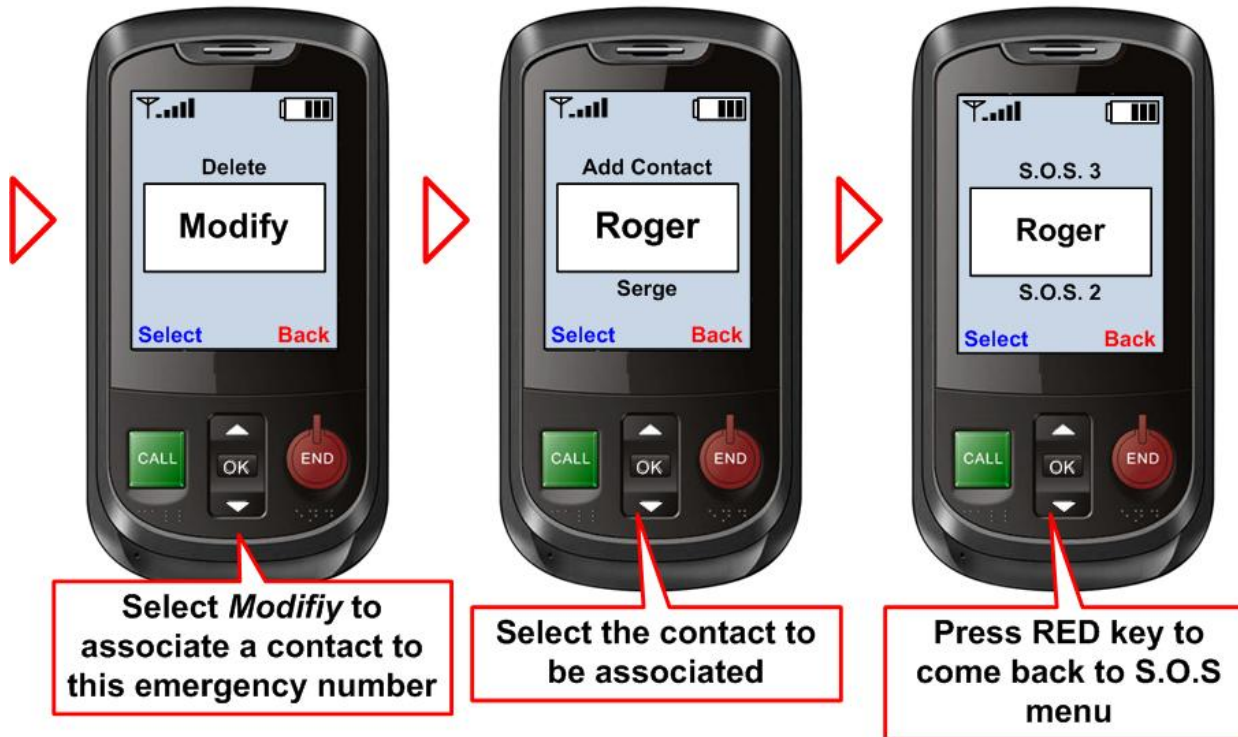 Delete
Modify
Select Back
CALL OK END
Select Modifiy to
associate a contact to
this emergency number
Add Contact
Roger
Serge
Select Back
CALL OK END
Select the contact to
be associated
S.O.S. 3
Roger
S.O.S. 2
Select Back
CALL OK END
Press RED key to
come back to S.O.S
menu